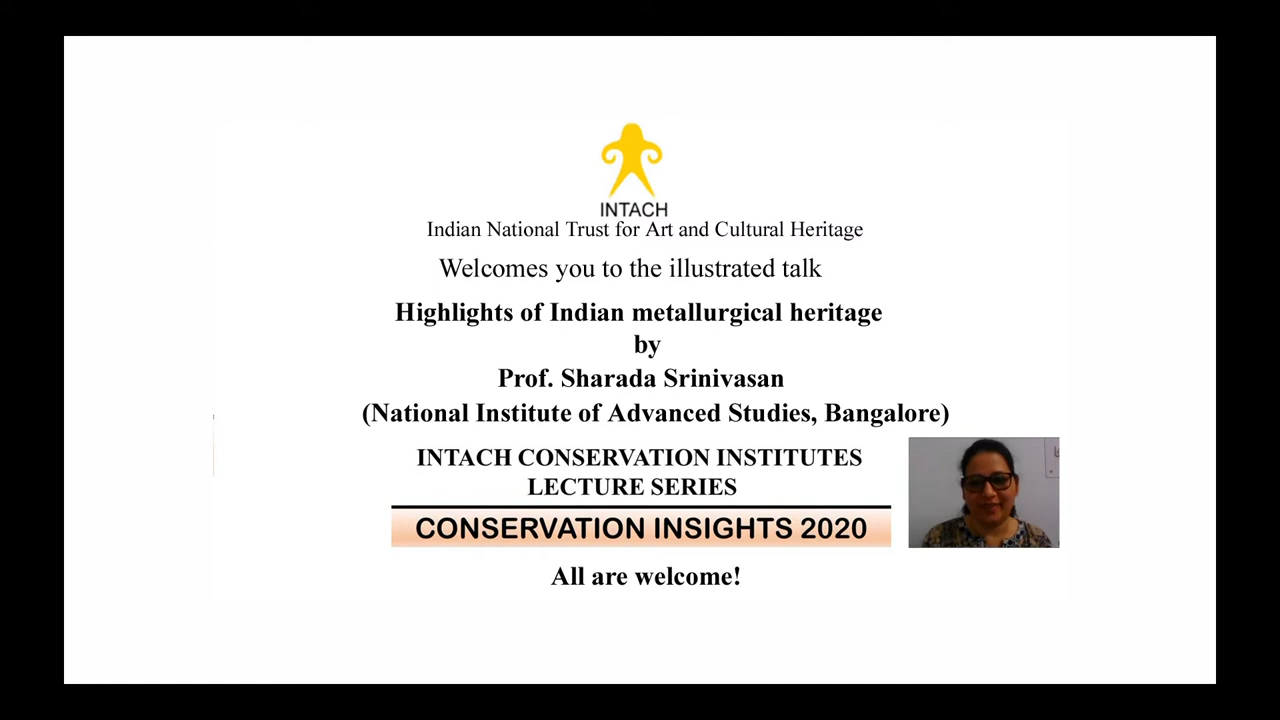 INTACH
Indian National Trust for Art and Cultural Heritage
Welcomes you to the illustrated talk
Highlights of Indian metallurgical heritage
by
Prof. Sharada Srinivasan
(National Institute of Advanced Studies, Bangalore)
INTACH CONSERVATION INSTITUTES
LECTURE SERIES
CONSERVATION INSIGHTS 2020
All are welcome!